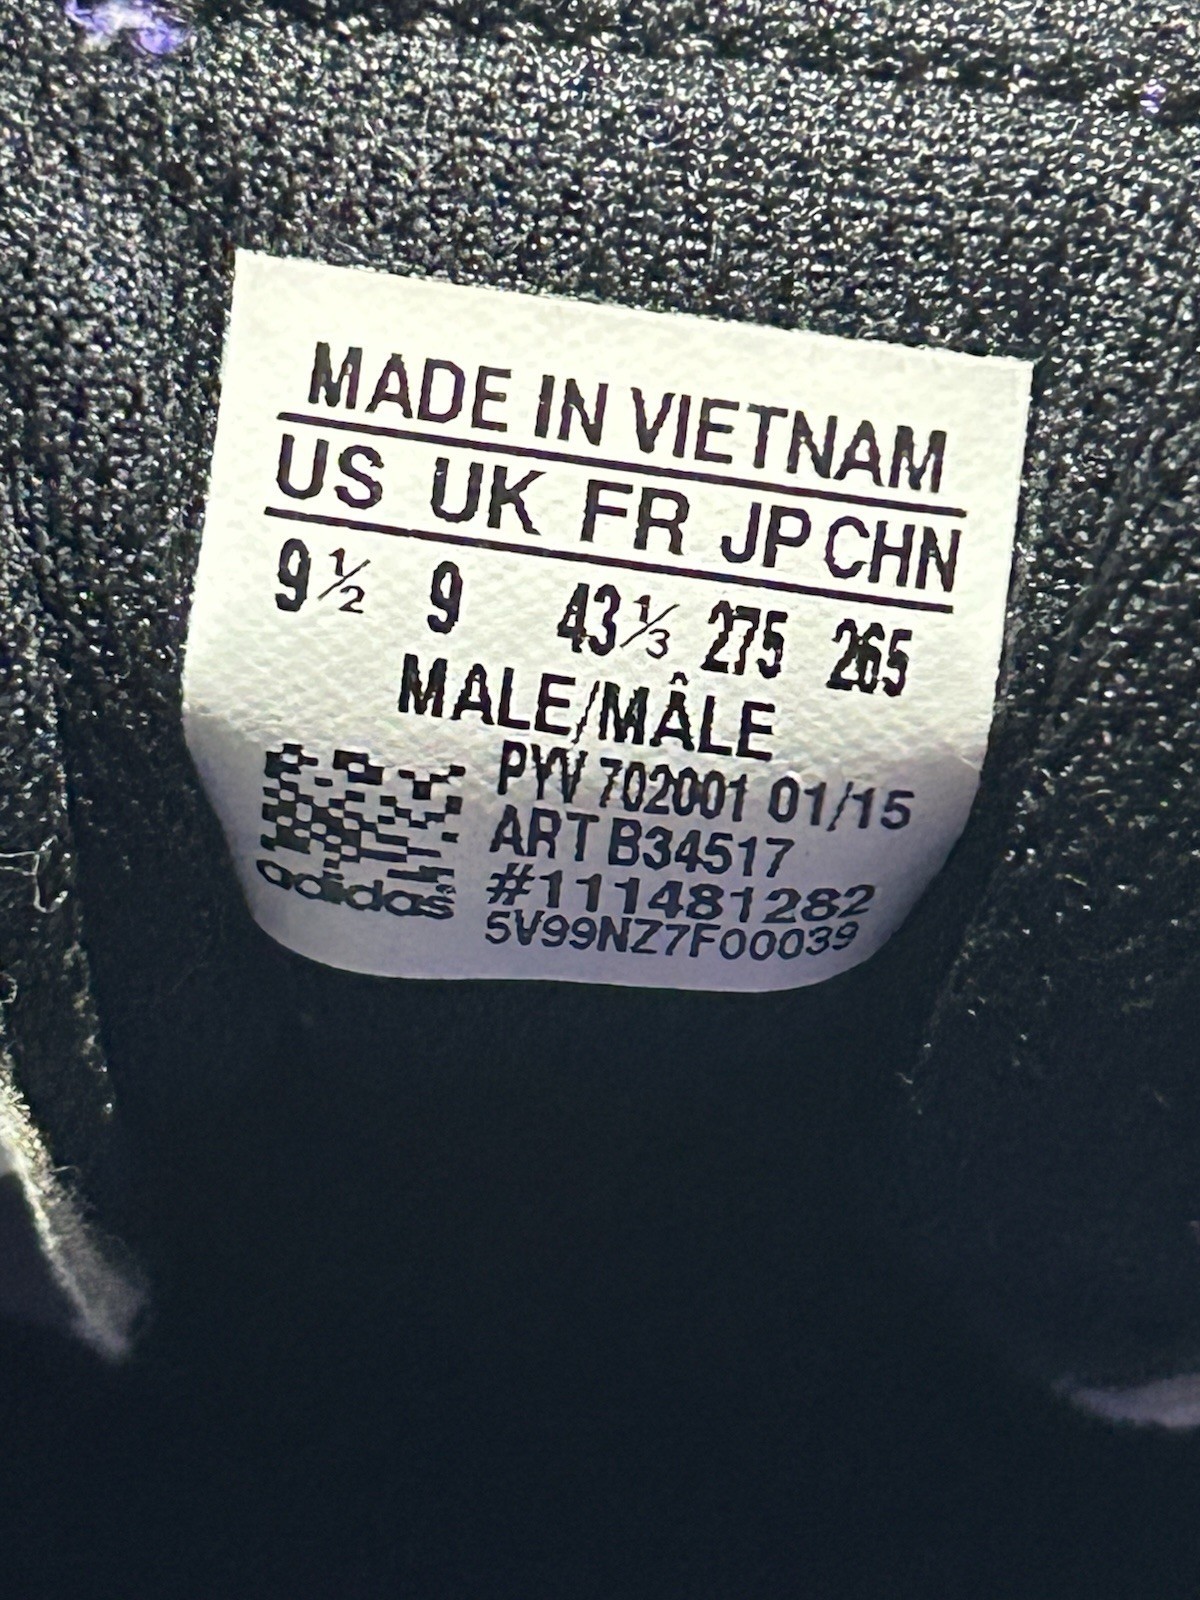 MADE IN VIETNAM
US UK FR JP CHN
9½ 9 43⅓ 275 265
MALE/MÂLE
PYV 702001 01/15
ART B34517
#111481282
adidas
5V99NZ7F00039